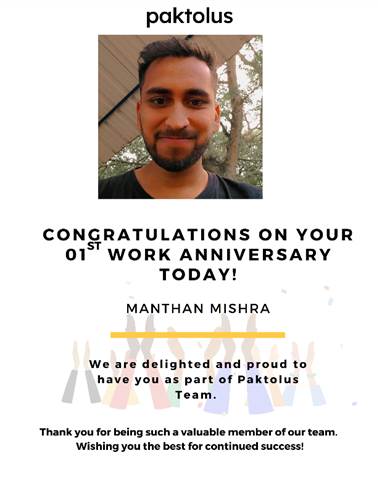 paktolus
CONGRATULATIONS ON YOUR
01ST WORK ANNIVERSARY
TODAY!
MANTHAN MISHRA
We are delighted and proud to
have you as part of Paktolus
Team.
Thank you for being such a valuable member of our team.
Wishing you the best for continued success!